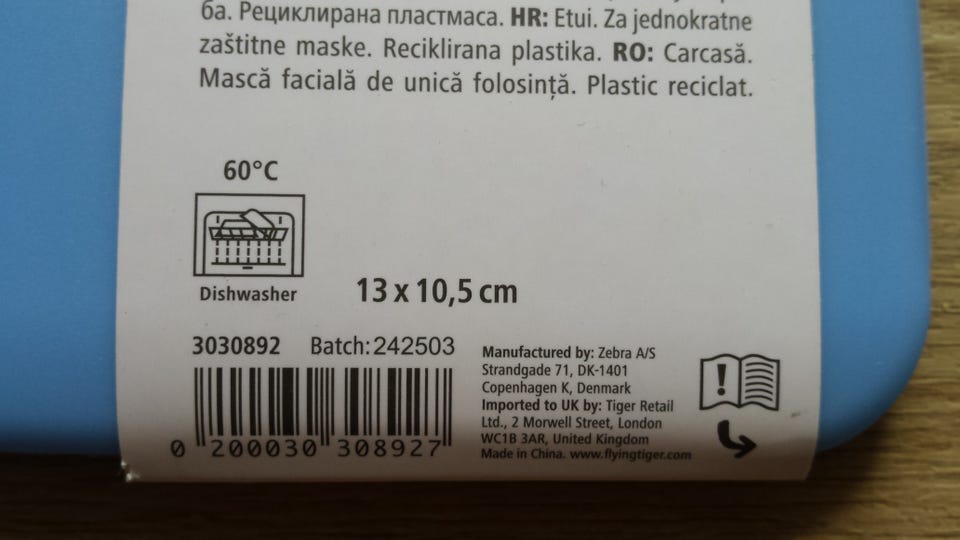 ба. Рециклирана пластмаса. HR: Etui. Za jednokratne
zaštitne maske. Reciklirana plastika. RO: Carcasă.
Mască facială de unică folosință. Plastic reciclat.
60°C
Dishwasher
13 x 10,5 cm
3030892 Batch: 242503
0 200030 308927
Manufactured by: Zebra A/S
Strandgade 71, DK-1401
Copenhagen K, Denmark
Imported to UK by: Tiger Retail
Ltd., 2 Morwell Street, London
WC1B 3AR, United Kingdom
Made in China. www.flyingtiger.com
!